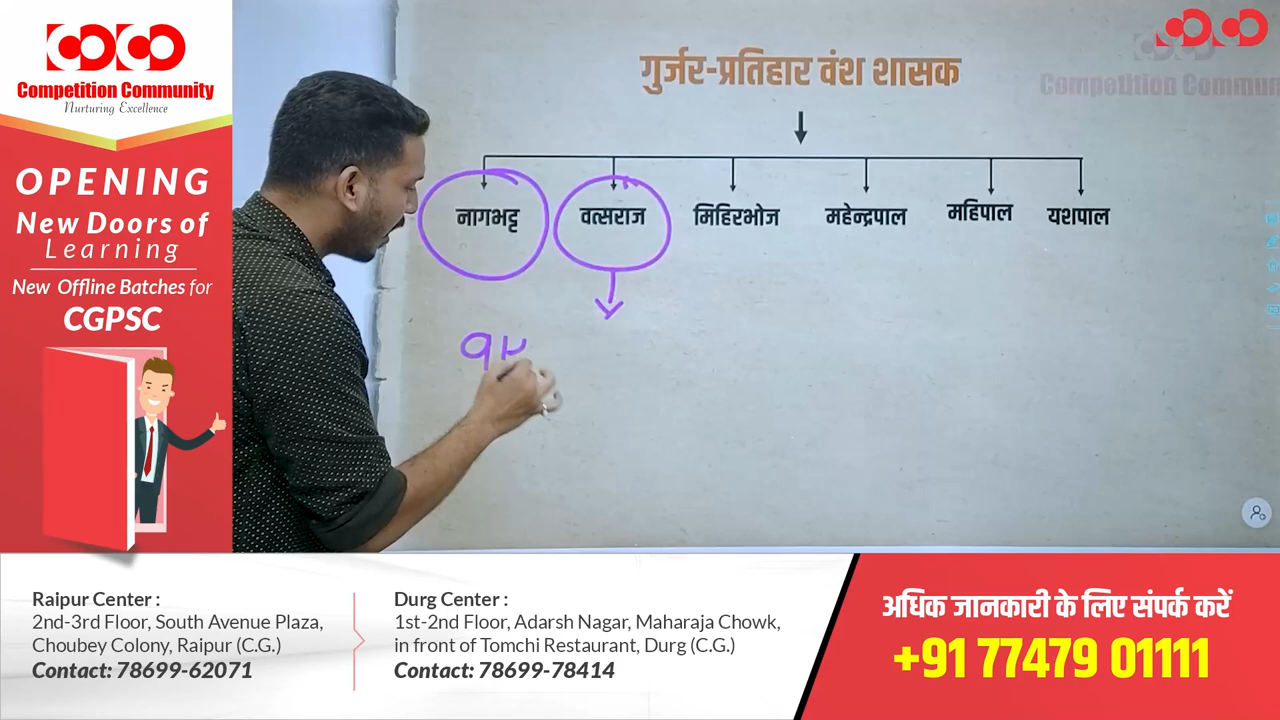 COCO
Competition Community
Nurturing Excellence
OPENING
New Doors of
Learning
New Offline Batches for
CGPSC
गुर्जर-प्रतिहार वंश शासक
नागभट्ट वत्सराज मिहिरभोज महेन्द्रपाल महिपाल यशपाल
Raipur Center :
2nd-3rd Floor, South Avenue Plaza,
Choubey Colony, Raipur (C.G.)
Contact: 78699-62071
Durg Center :
1st-2nd Floor, Adarsh Nagar, Maharaja Chowk,
in front of Tomchi Restaurant, Durg (C.G.)
Contact: 78699-78414
अधिक जानकारी के लिए संपर्क करें
+91 77479 01111